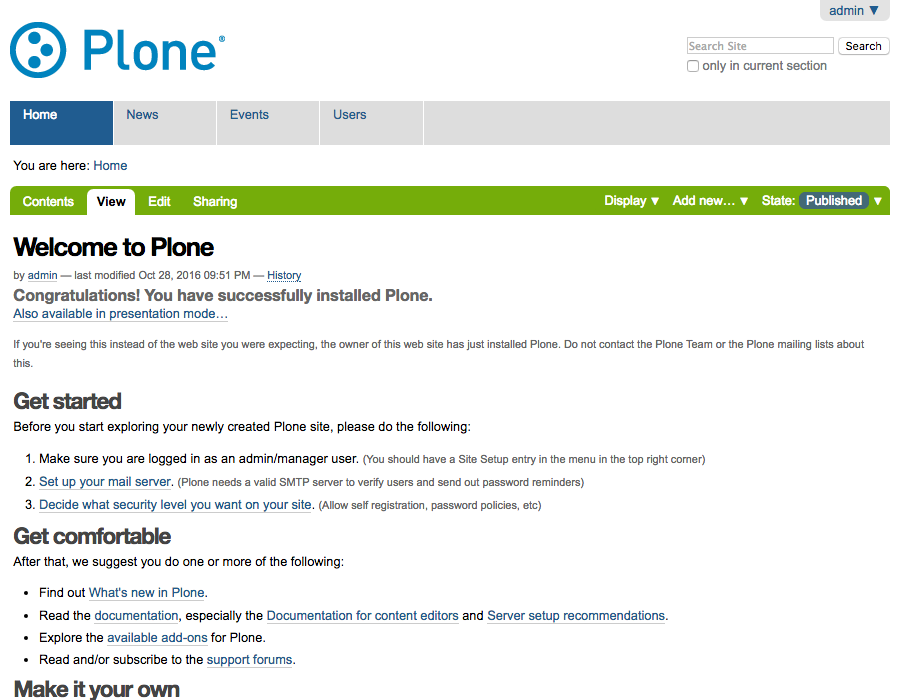 admin ▼
Plone®
Search Site
Search
only in current section
Home
News
Events
Users
You are here: Home
Contents
View
Edit
Sharing
Display ▼
Add new… ▼
State: Published ▼
Welcome to Plone
by admin — last modified Oct 28, 2016 09:51 PM — History
Congratulations! You have successfully installed Plone.
Also available in presentation mode…
If you're seeing this instead of the web site you were expecting, the owner of this web site has just installed Plone. Do not contact the Plone Team or the Plone mailing lists about
this.
Get started
Before you start exploring your newly created Plone site, please do the following:
1. Make sure you are logged in as an admin/manager user. (You should have a Site Setup entry in the menu in the top right corner)
2. Set up your mail server. (Plone needs a valid SMTP server to verify users and send out password reminders)
3. Decide what security level you want on your site. (Allow self registration, password policies, etc)
Get comfortable
After that, we suggest you do one or more of the following:
• Find out What's new in Plone.
• Read the documentation, especially the Documentation for content editors and Server setup recommendations.
• Explore the available add-ons for Plone.
• Read and/or subscribe to the support forums.
Make it your own